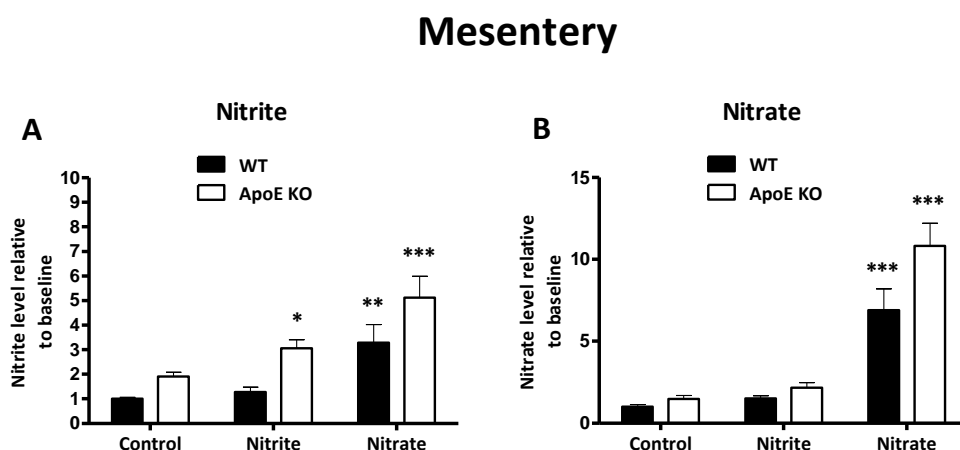 Mesentery
A
Nitrite
WT
ApoE KO
Nitrite level relative
to baseline
10
9
8
7
6
5
4
3
2
1
0
*
**
***
Control
Nitrite
Nitrate
B
Nitrate
WT
ApoE KO
Nitrate level relative
to baseline
15
10
5
0
***
***
Control
Nitrite
Nitrate